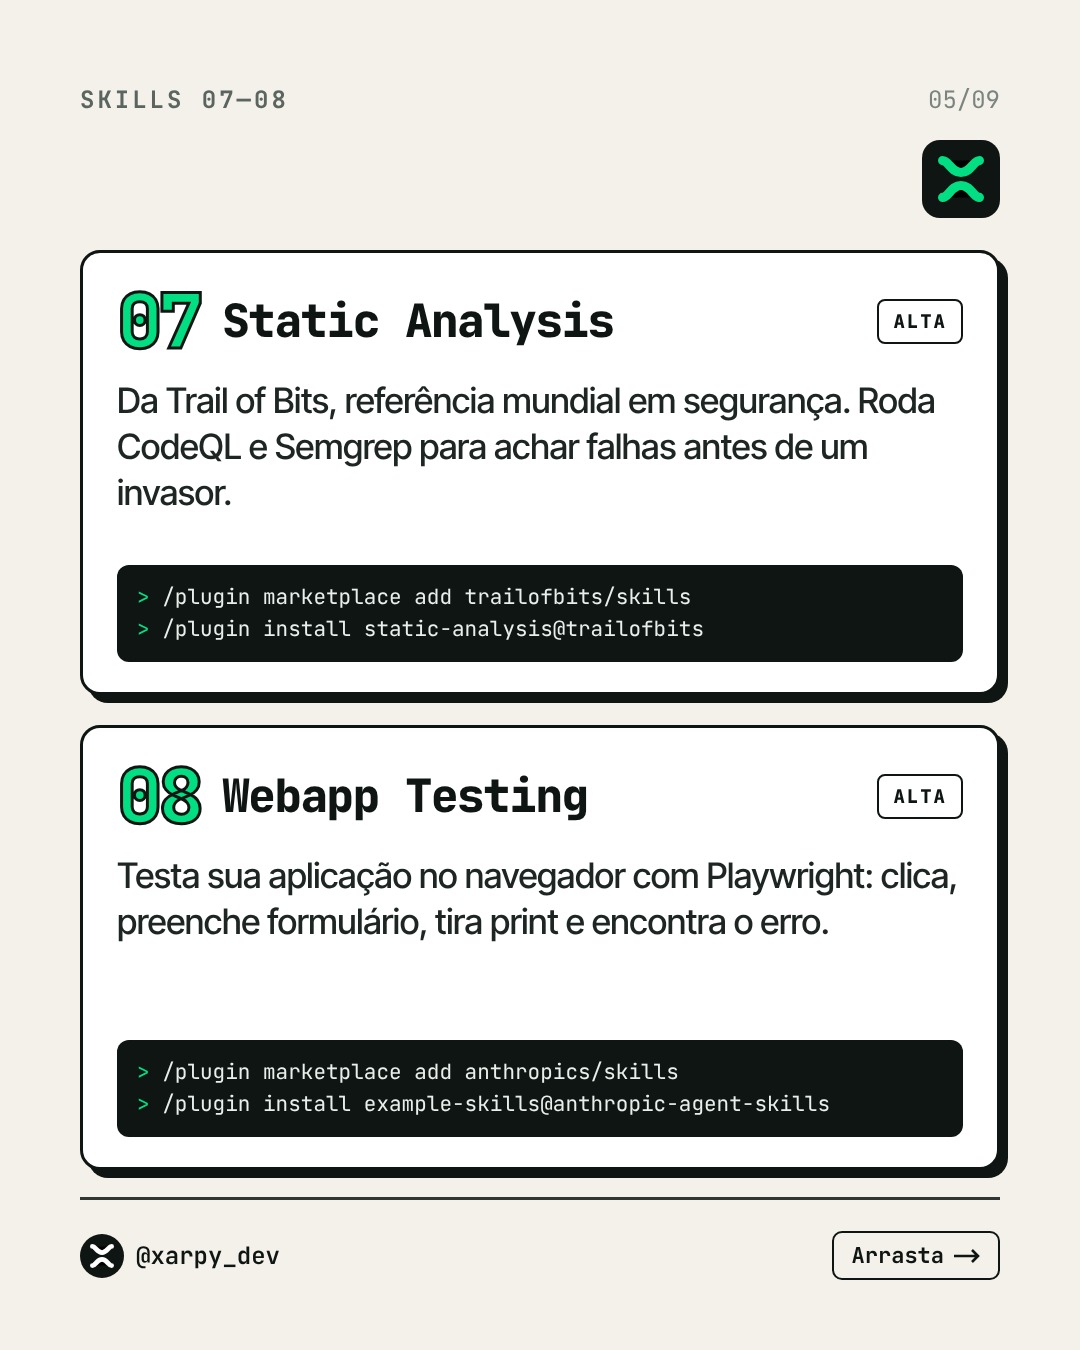 SKILLS 07—08
05/09
07 Static Analysis
ALTA
Da Trail of Bits, referência mundial em segurança. Roda
CodeQL e Semgrep para achar falhas antes de um
invasor.
> /plugin marketplace add trailofbits/skills
> /plugin install static-analysis@trailofbits
08 Webapp Testing
ALTA
Testa sua aplicação no navegador com Playwright: clica,
preenche formulário, tira print e encontra o erro.
> /plugin marketplace add anthropics/skills
> /plugin install example-skills@anthropic-agent-skills
@xarpy_dev
Arrasta →